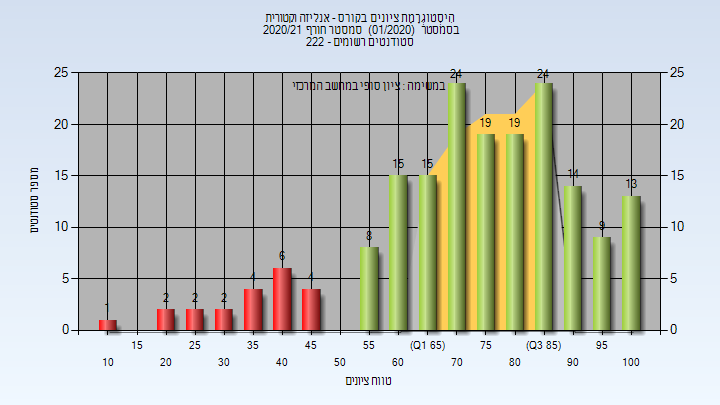 היסטוגרמת ציונים בקורס - אנליזה וקטורית
בסמסטר (01/2020) סמסטר חורף 2020/21
סטודנטים רשומים - 222
במשימה : ציון סופי במחשב המרכזי
מספר סטודנטים
25 20 15 10 5 0
1 2 2 2 4 6 4 8 15 15 24 19 19 24 14 9 13
25 20 15 10 5 0
15 25 35 45 55 (Q1 65) 75 (Q3 85) 95
10 20 30 40 50 60 70 80 90 100
טווח ציונים